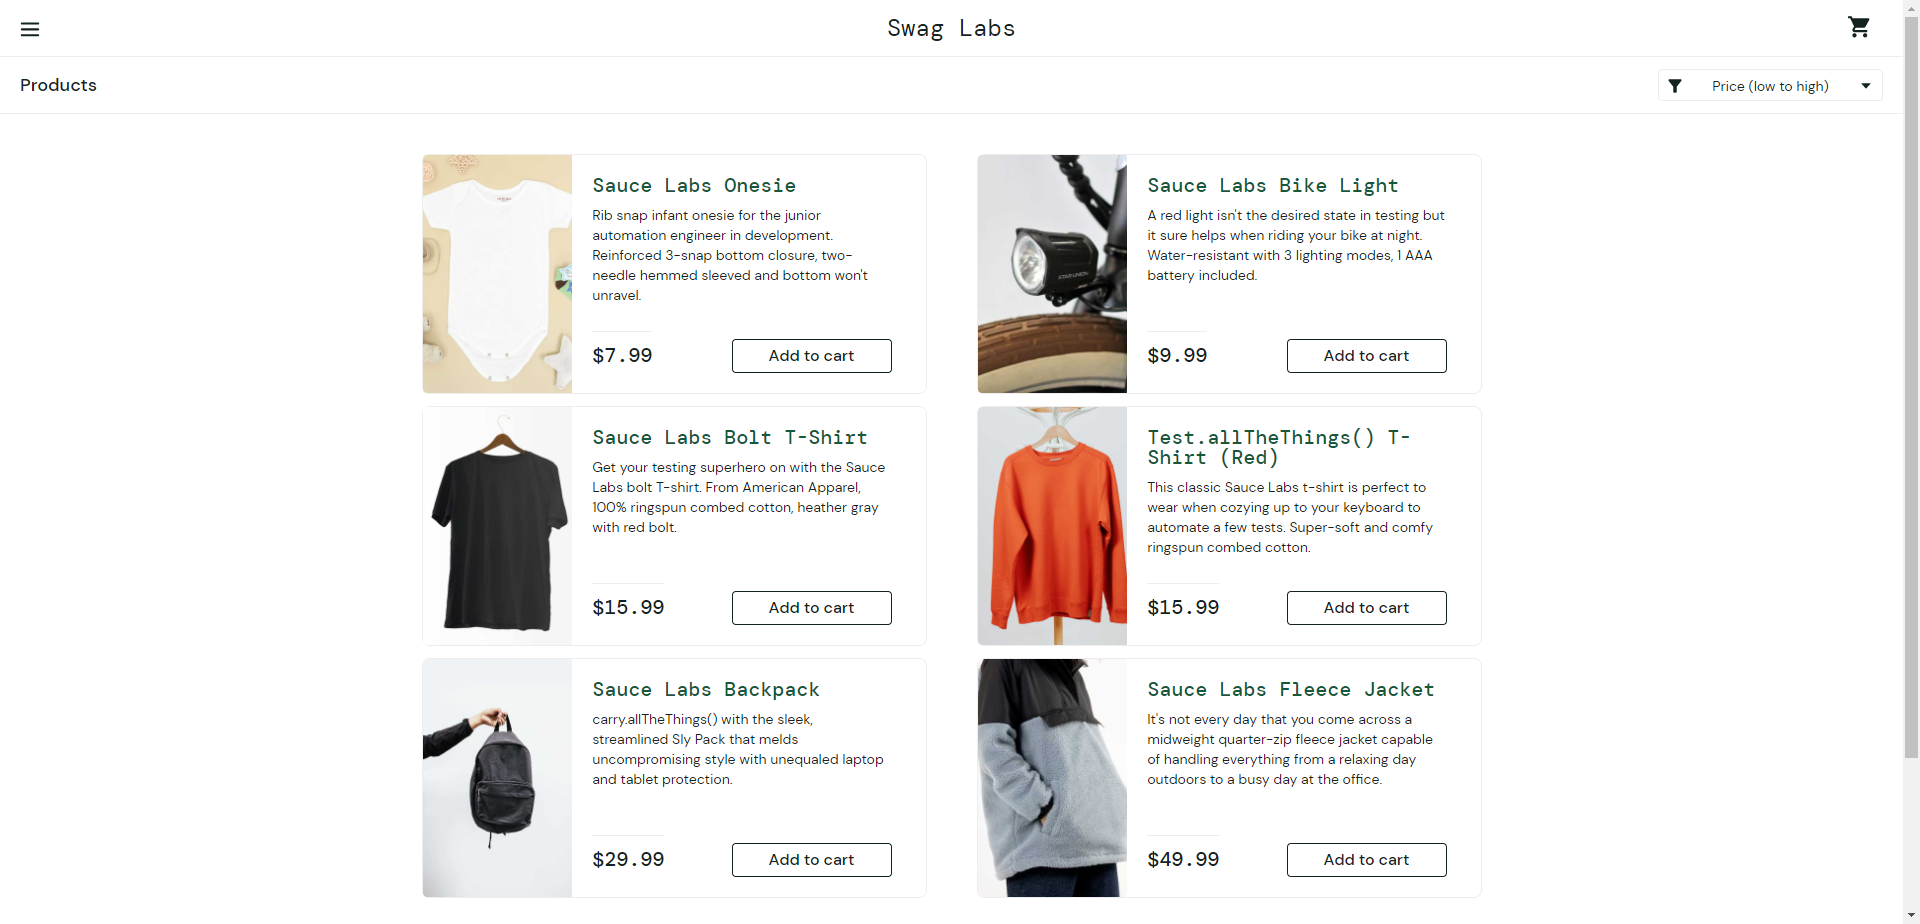 Swag Labs
Products
Price (low to high)
Sauce Labs Onesie
Rib snap infant onesie for the junior
automation engineer in development.
Reinforced 3-snap bottom closure, two-
needle hemmed sleeved and bottom won't
unravel.
$7.99
Add to cart
Sauce Labs Bike Light
A red light isn't the desired state in testing but
it sure helps when riding your bike at night.
Water-resistant with 3 lighting modes, 1 AAA
battery included.
$9.99
Add to cart
STAR UNION
Sauce Labs Bolt T-Shirt
Get your testing superhero on with the Sauce
Labs bolt T-shirt. From American Apparel,
100% ringspun combed cotton, heather gray
with red bolt.
$15.99
Add to cart
Test.allTheThings() T-
Shirt (Red)
This classic Sauce Labs t-shirt is perfect to
wear when cozying up to your keyboard to
automate a few tests. Super-soft and comfy
ringspun combed cotton.
$15.99
Add to cart
Sauce Labs Backpack
carry.allTheThings() with the sleek,
streamlined Sly Pack that melds
uncompromising style with unequaled laptop
and tablet protection.
$29.99
Add to cart
Sauce Labs Fleece Jacket
It's not every day that you come across a
midweight quarter-zip fleece jacket capable
of handling everything from a relaxing day
outdoors to a busy day at the office.
$49.99
Add to cart